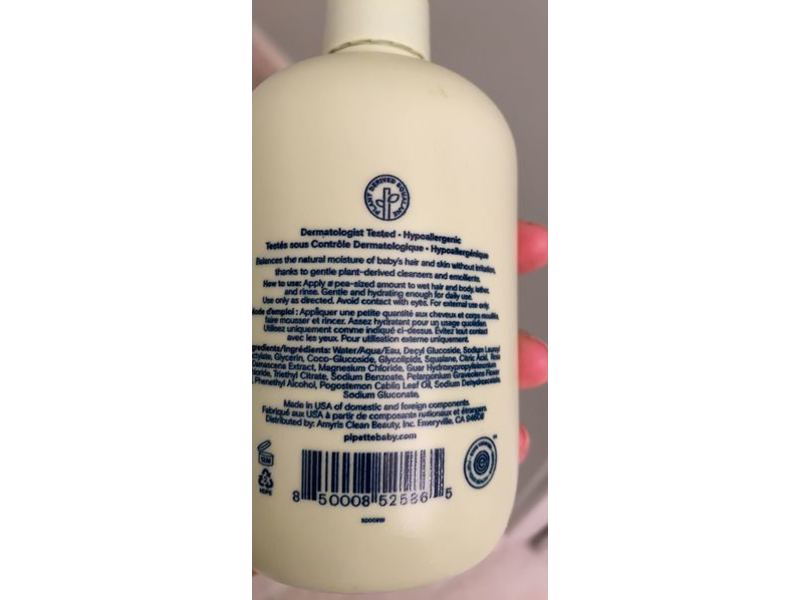 PLANT DERIVED SQUALANE
Dermatologist Tested • Hypoallergenic
Testés sous Contrôle Dermatologique • Hypoallergénique
Balances the natural moisture of baby's hair and skin without irritation,
thanks to gentle plant-derived cleansers and emollients.
How to use: Apply a pea-sized amount to wet hair and body, lather,
and rinse. Gentle and hydrating enough for daily use.
Use only as directed. Avoid contact with eyes. For external use only.
Mode d'emploi : Appliquer une petite quantité aux cheveux et corps mouillés,
faire mousser et rincer. Assez hydratant pour un usage quotidien.
Utilisez uniquement comme indiqué ci-dessus. Évitez tout contact
avec les yeux. Pour utilisation externe uniquement.
gredients/Ingrédients: Water/Aqua/Eau, Decyl Glucoside, Sodium Lauroyl
ctylate, Glycerin, Coco-Glucoside, Glycolipids, Squalane, Citric Acid, Rosa
Damascena Extract, Magnesium Chloride, Guar Hydroxypropyltrimonium
oride, Triethyl Citrate, Sodium Benzoate, Pelargonium Graveolens Flower
, Phenethyl Alcohol, Pogostemon Cablin Leaf Oil, Sodium Dehydroacetate,
Sodium Gluconate.
Made in USA of domestic and foreign components.
Fabriqué aux USA à partir de composants nationaux et étrangers.
Distributed by: Amyris Clean Beauty, Inc. Emeryville, CA 94608
pipettebaby.com
12M
HDPE
8 50008 52586 5